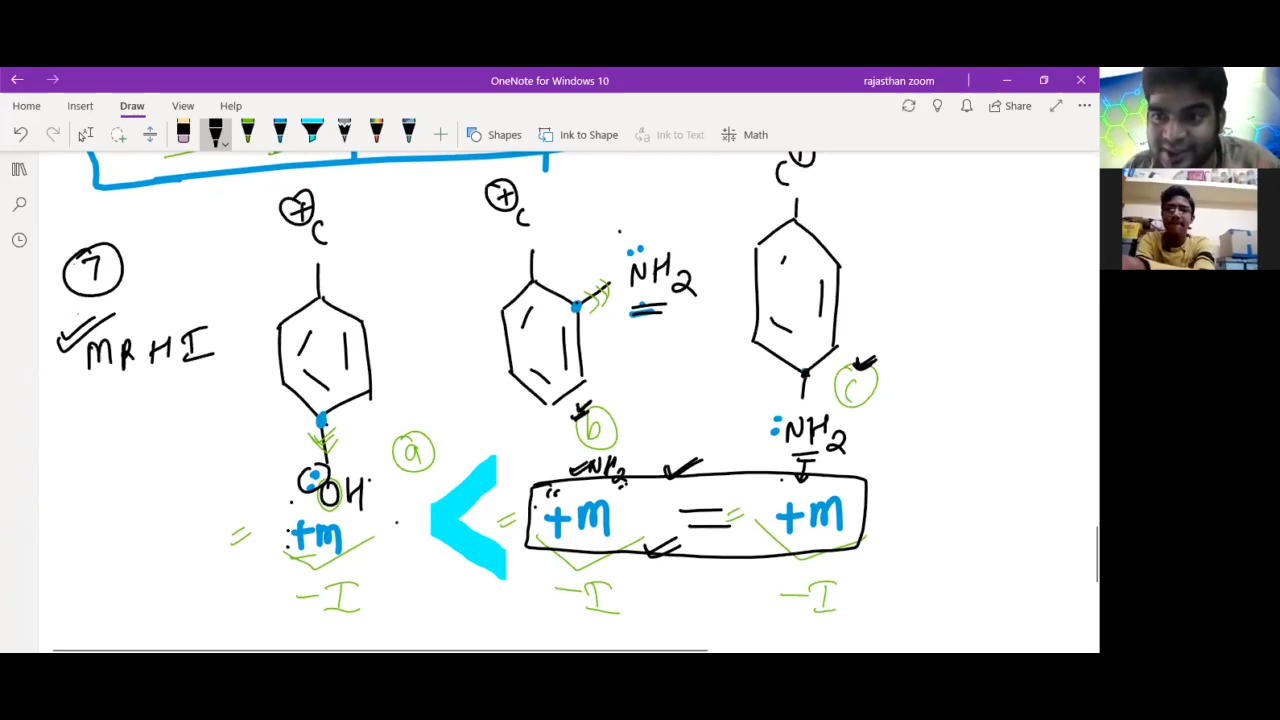 OneNote for Windows 10
rajasthan zoom
Home Insert Draw View Help
Share
Shapes Ink to Shape Ink to Text Math
+ C
+ C
C +
7
MRHI
:NH2
:NH2
OH
a
b
c
NH2
= +m < = +m = = +m
-I -I -I